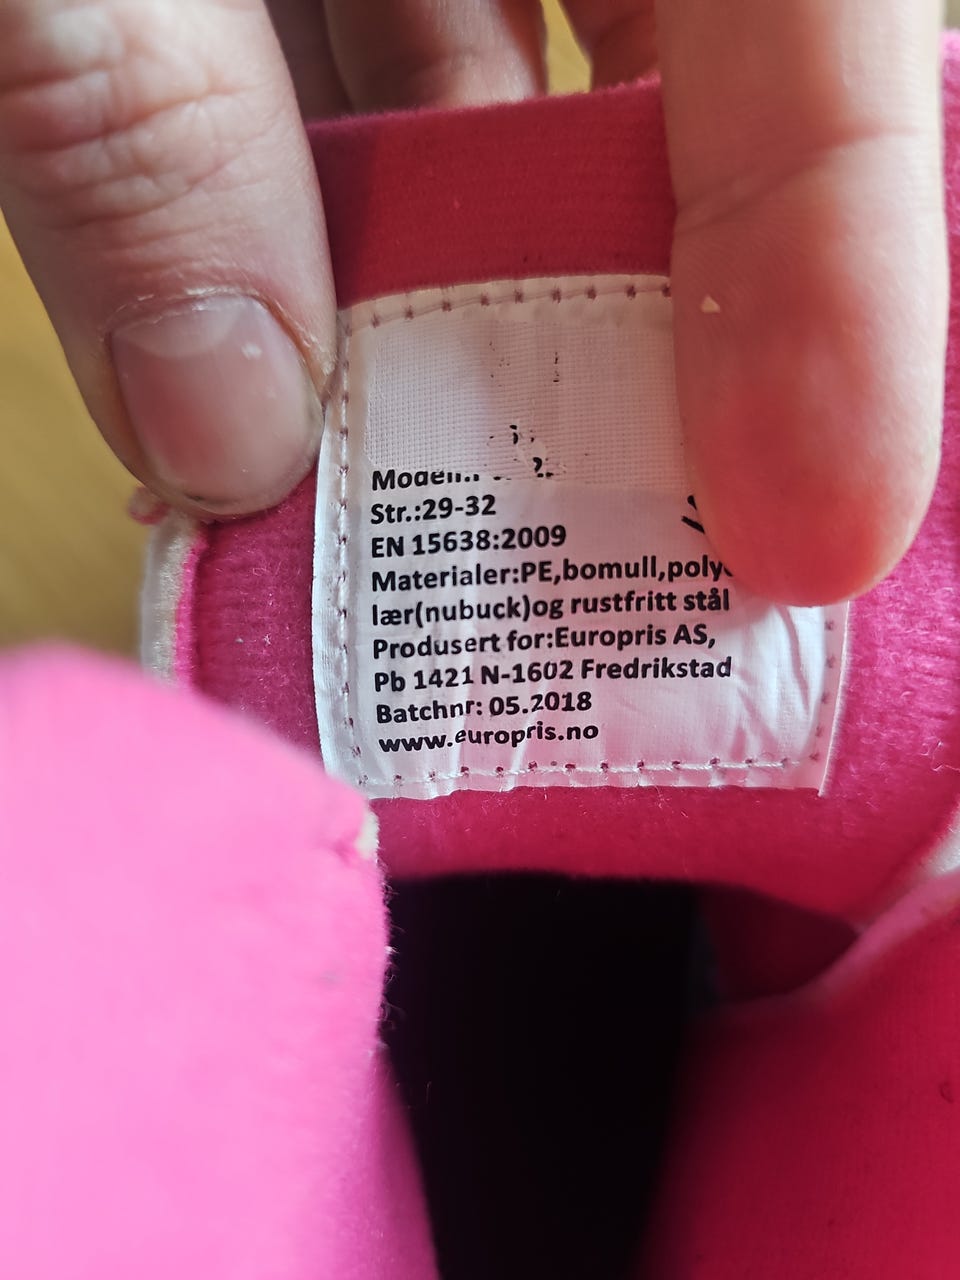 Str.:29-32
EN 15638:2009
Materialer:PE,bomull,
lær(nubuck)og rustfritt stål
Produsert for:Europris AS,
Pb 1421 N-1602 Fredrikstad
Batchnr: 05.2018
www.europris.no